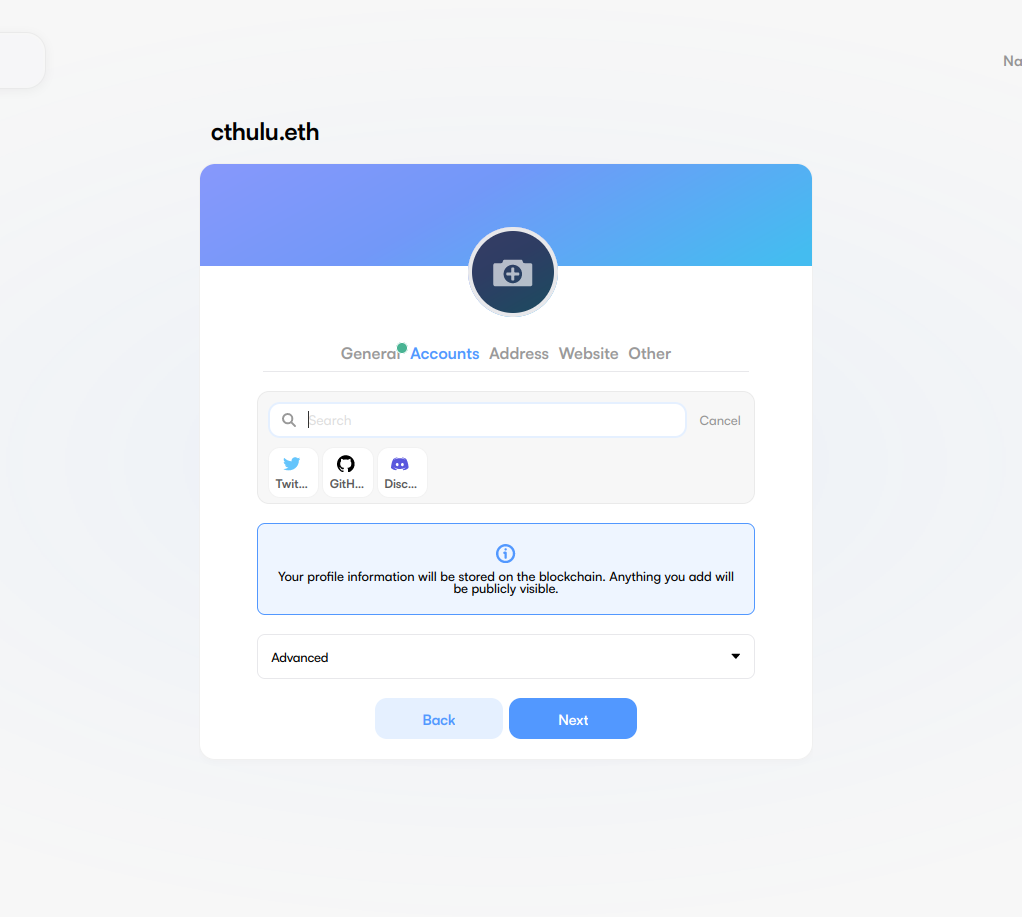 Na
cthulu.eth
General Accounts Address Website Other
Search Cancel
Twit... GitH... Disc...
Your profile information will be stored on the blockchain. Anything you add will
be publicly visible.
Advanced
Back Next